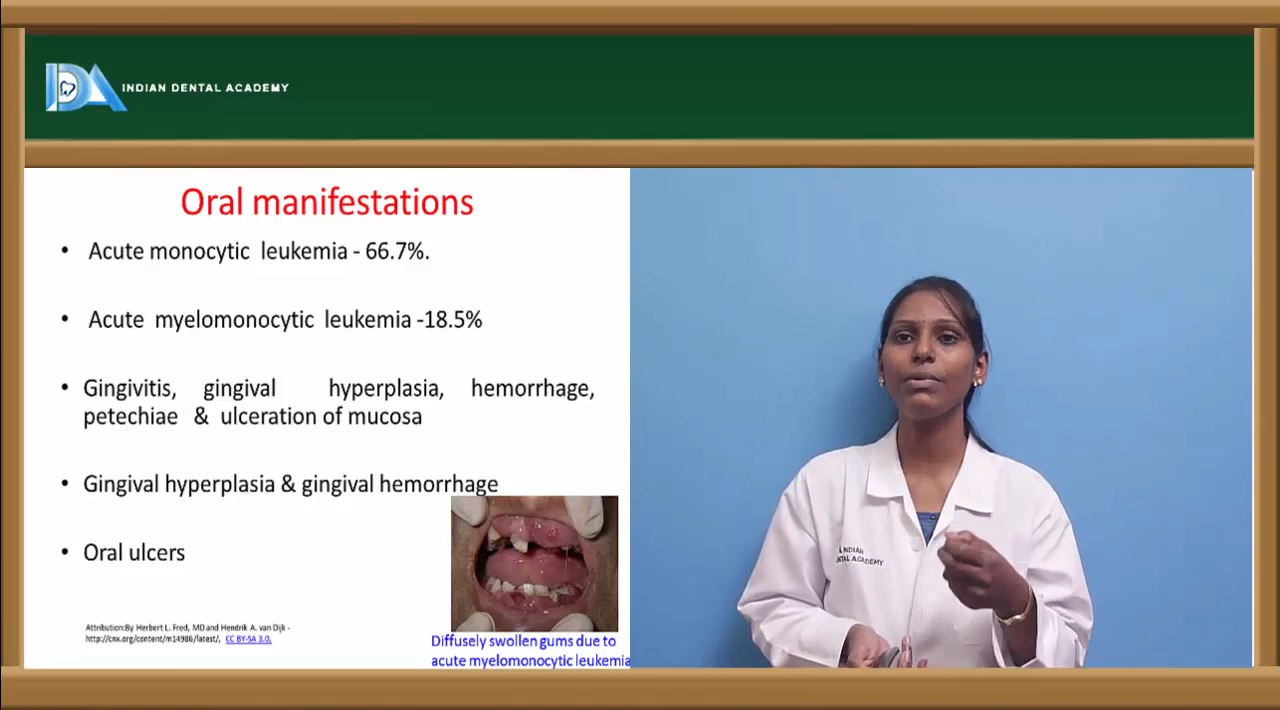 INDIAN DENTAL ACADEMY
Oral manifestations
• Acute monocytic leukemia - 66.7%.
• Acute myelomonocytic leukemia -18.5%
• Gingivitis, gingival hyperplasia, hemorrhage,
petechiae & ulceration of mucosa
• Gingival hyperplasia & gingival hemorrhage
• Oral ulcers
Attribution:By Herbert L. Fred, MD and Hendrik A. van Dijk -
http://cnx.org/content/m14986/latest/, CC BY-SA 3.0.
Diffusely swollen gums due to
acute myelomonocytic leukemia
INDIAN
NTAL ACADEMY